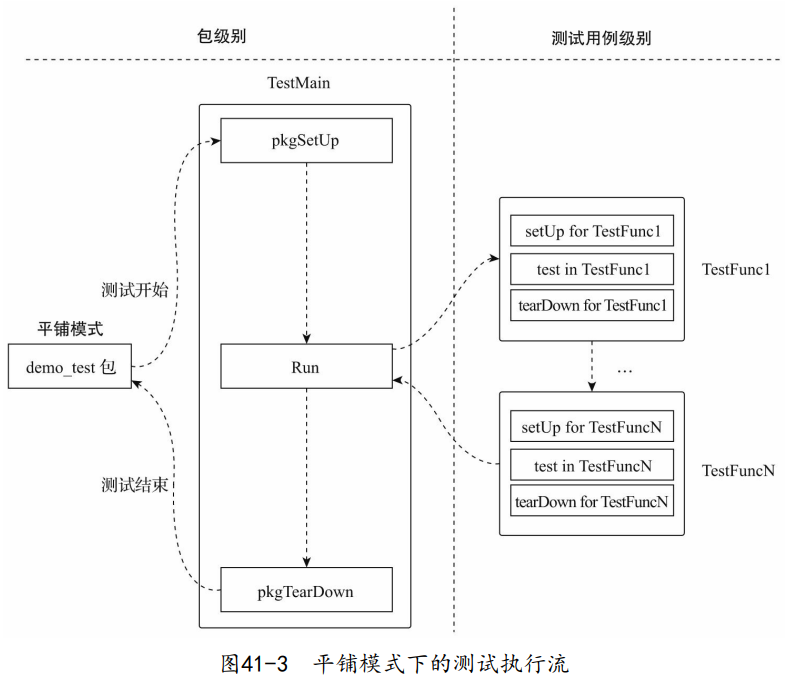 包级别
测试用例级别
TestMain
pkgSetUp
setUp for TestFunc1
test in TestFunc1
tearDown for TestFunc1
TestFunc1
测试开始
平铺模式
demo_test 包
Run
...
setUp for TestFuncN
test in TestFuncN
tearDown for TestFuncN
TestFuncN
测试结束
pkgTearDown
图41-3 平铺模式下的测试执行流